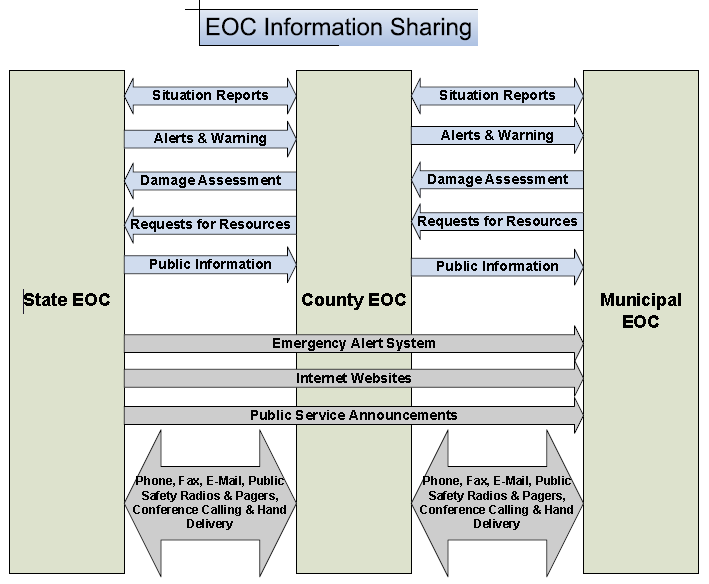 EOC Information Sharing
Situation Reports
Situation Reports
Alerts & Warning
Alerts & Warning
Damage Assessment
Damage Assessment
Requests for Resources
Requests for Resources
Public Information
Public Information
State EOC
County EOC
Municipal
EOC
Emergency Alert System
Internet Websites
Public Service Announcements
Phone, Fax, E-Mail, Public
Safety Radios & Pagers,
Conference Calling & Hand
Delivery
Phone, Fax, E-Mail, Public
Safety Radios & Pagers,
Conference Calling & Hand
Delivery